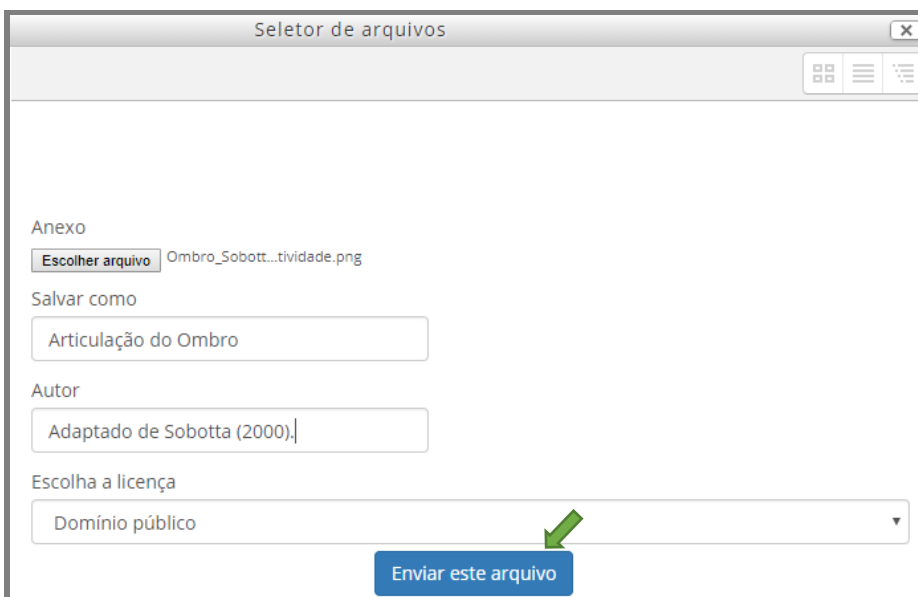 Seletor de arquivos
Anexo
Escolher arquivo Ombro_Sobott...tividade.png
Salvar como
Articulação do Ombro
Autor
Adaptado de Sobotta (2000).
Escolha a licença
Domínio público
Enviar este arquivo